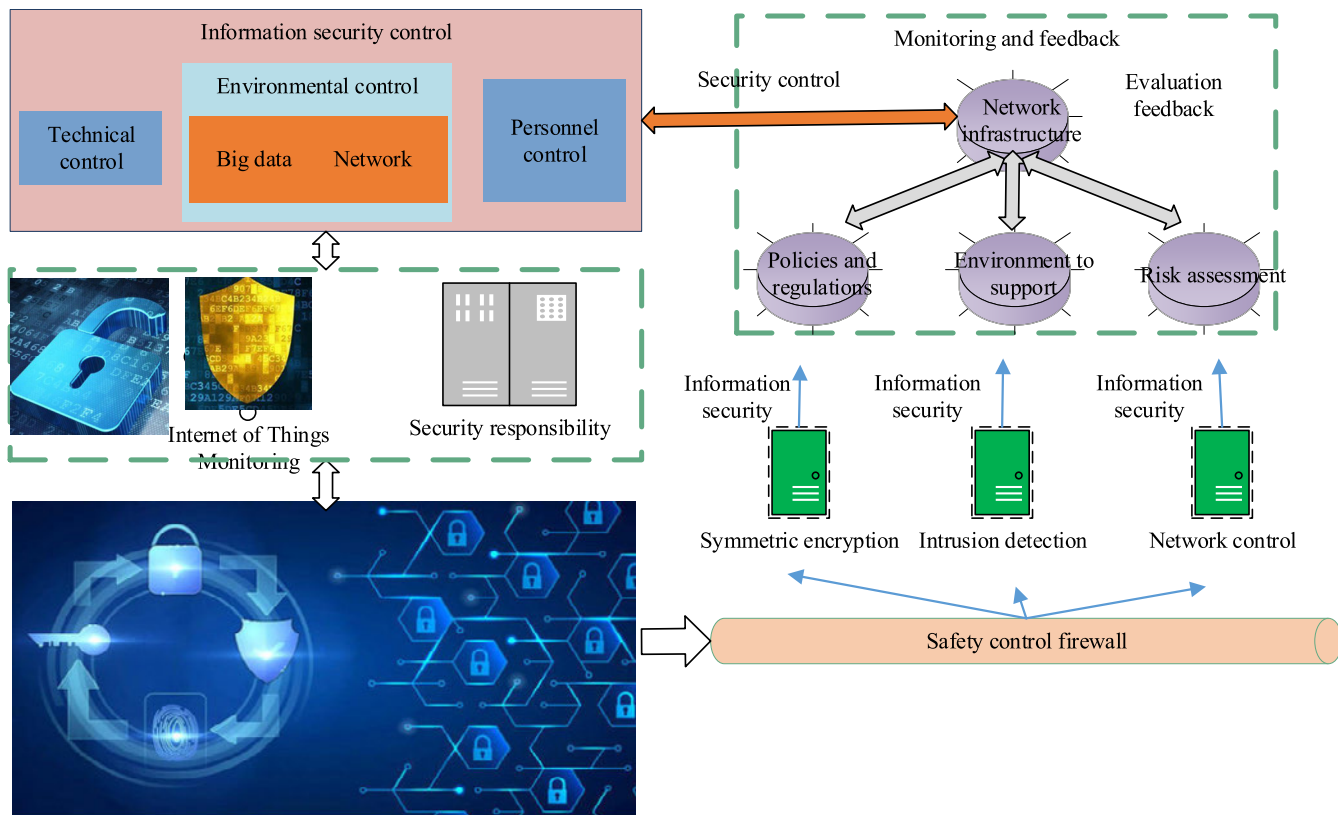 Information security control
Environmental control
Technical
control
Big data
Network
Personnel
control
Internet of Things
Monitoring
Security responsibility
Security control
Monitoring and feedback
Evaluation
feedback
Network
infrastructure
Policies and
regulations
Environment to
support
Risk assessment
Information
security
Information
security
Information
security
Symmetric encryption
Intrusion detection
Network control
Safety control firewall